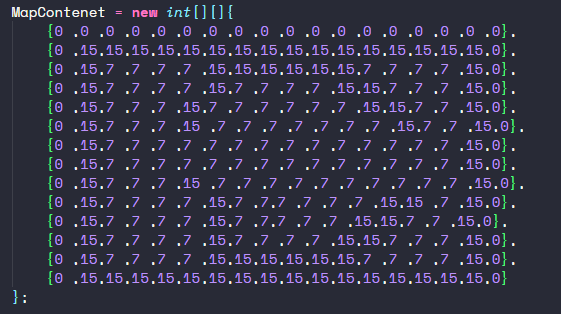 MapContenet = new int[][]{
{0 ,0 ,0 ,0 ,0 ,0 ,0 ,0 ,0 ,0 ,0 ,0 ,0 ,0 ,0 ,0 ,0 ,0},
{0 ,15,15,15,15,15,15,15,15,15,15,15,15,15,15,15,15,0},
{0 ,15,7 ,7 ,7 ,7 ,15,15,15,15,15,15,7 ,7 ,7 ,7 ,15,0},
{0 ,15,7 ,7 ,7 ,7 ,15,7 ,7 ,7 ,7 ,15,15,7 ,7 ,7 ,15,0},
{0 ,15,7 ,7 ,7 ,15,7 ,7 ,7 ,7 ,7 ,7 ,15,15,7 ,7 ,15,0},
{0 ,15,7 ,7 ,7 ,15 ,7 ,7 ,7 ,7 ,7 ,7 ,7 ,15,7 ,7 ,15,0},
{0 ,15,7 ,7 ,7 ,7 ,7 ,7 ,7 ,7 ,7 ,7 ,7 ,7 ,7 ,7 ,15,0},
{0 ,15,7 ,7 ,7 ,7 ,7 ,7 ,7 ,7 ,7 ,7 ,7 ,7 ,7 ,7 ,15,0},
{0 ,15,7 ,7 ,7 ,15 ,7 ,7 ,7 ,7 ,7 ,7 ,7 ,7 ,7 ,7 ,15,0},
{0 ,15,7 ,7 ,7 ,7 ,15,7 ,7,7 ,7 ,7 ,7 ,15,15 ,7 ,15,0},
{0 ,15,7 ,7 ,7 ,7 ,15,7 ,7,7 ,7 ,7 ,15,15,7 ,7 ,15,0},
{0 ,15,7 ,7 ,7 ,7 ,15,7 ,7 ,7 ,7 ,15,15,7 ,7 ,7 ,15,0},
{0 ,15,7 ,7 ,7 ,7 ,15,15,15,15,15,15,7 ,7 ,7 ,7 ,15,0},
{0 ,15,15,15,15,15,15,15,15,15,15,15,15,15,15,15,15,0}
};